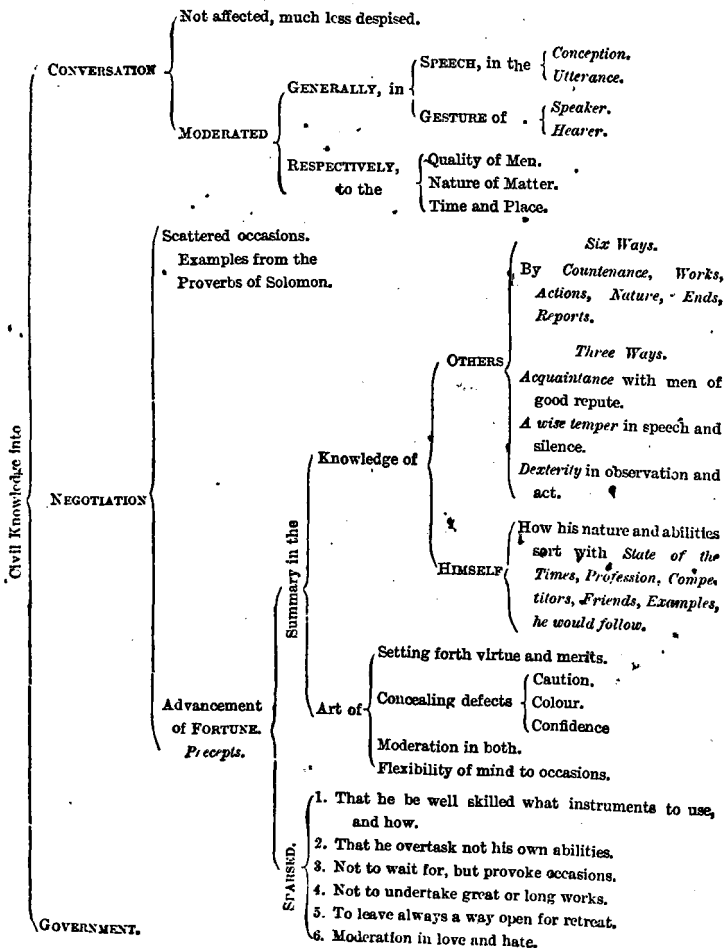 Civil Knowledge into
CONVERSATION
Not affected, much less despised.
MODERATED
GENERALLY, in
SPEECH, in the
Conception.
Utterance.
GESTURE of
Speaker.
Hearer.
RESPECTIVELY,
to the
Quality of Men.
Nature of Matter.
Time and Place.
NEGOTIATION
Scattered occasions.
Examples from the
Proverbs of Solomon.
Advancement
of FORTUNE.
Precepts.
Summary in the
Knowledge of
OTHERS
Six Ways.
By Countenance, Works,
Actions, Nature, Ends,
Reports.
Three Ways.
Acquaintance with men of
good repute.
A wise temper in speech and
silence.
Dexterity in observation and
act.
HIMSELF
How his nature and abilities
sort with State of the
Times, Profession, Compe-
titors, Friends, Examples,
he would follow.
Art of
Setting forth virtue and merits.
Concealing defects
Caution.
Colour.
Confidence
Moderation in both.
Flexibility of mind to occasions.
SPARSED.
1. That he be well skilled what instruments to use,
and how.
2. That he overtask not his own abilities.
3. Not to wait for, but provoke occasions.
4. Not to undertake great or long works.
5. To leave always a way open for retreat.
6. Moderation in love and hate.
GOVERNMENT.